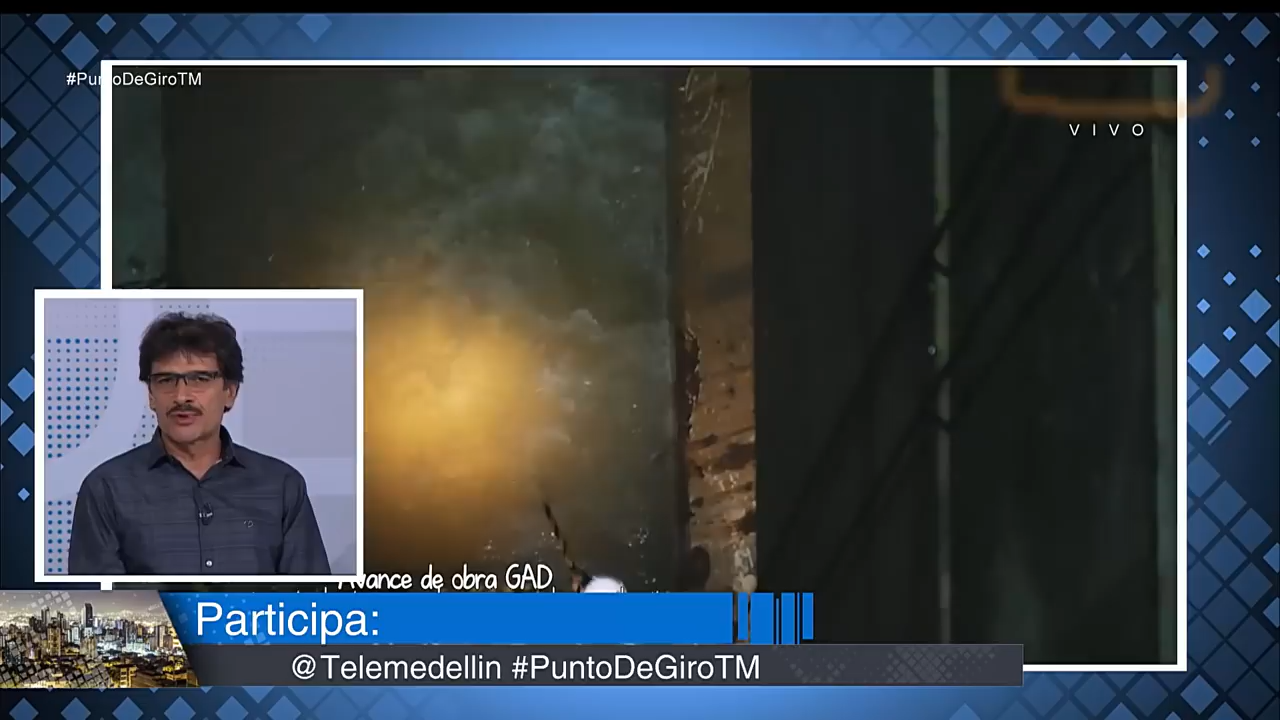 #PuntoDeGiroTM
VIVO
Avance de obra GAD
Participa:
@Telemedellin #PuntoDeGiroTM